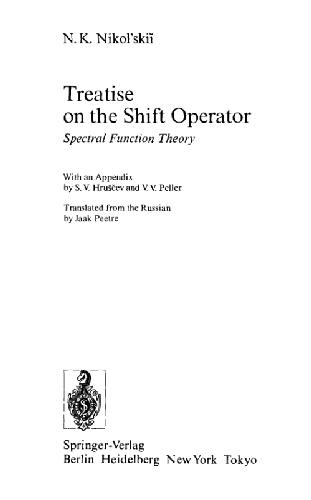 N. K. Nikol'skiĭ
Treatise
on the Shift Operator
Spectral Function Theory
With an Appendix
by S. V. Hruščev and V. V. Peller
Translated from the Russian
by Jaak Peetre
Springer-Verlag
Berlin Heidelberg New York Tokyo